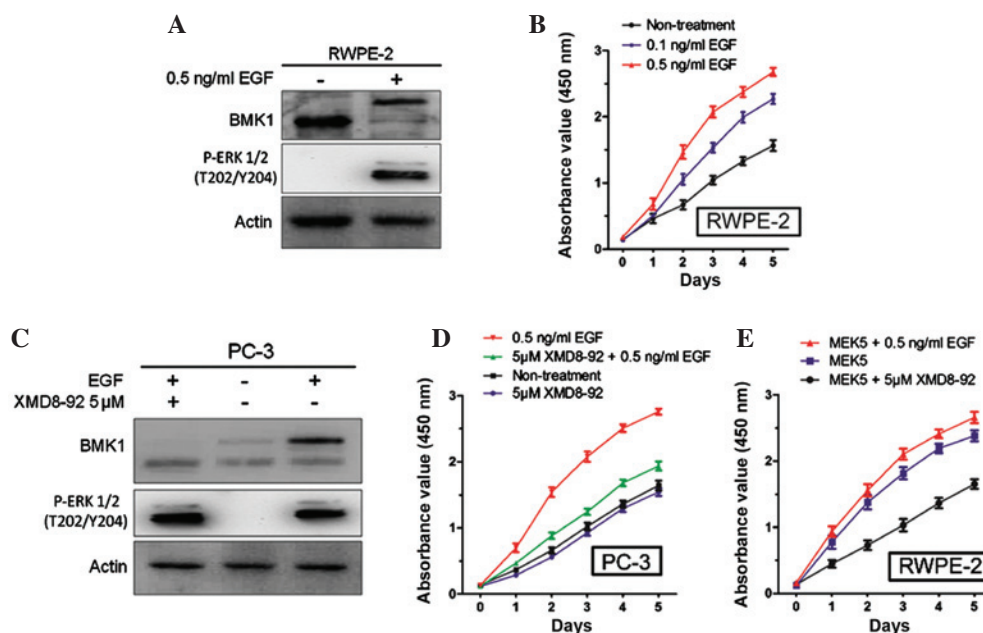 A
RWPE-2
0.5 ng/ml EGF - +
BMK1
P-ERK 1/2
(T202/Y204)
Actin
B
Non-treatment
0.1 ng/ml EGF
0.5 ng/ml EGF
Absorbance value (450 nm)
3
2
1
0
0 1 2 3 4 5
Days
RWPE-2
C
PC-3
EGF + - +
XMD8-92 5 μM + - -
BMK1
P-ERK 1/2
(T202/Y204)
Actin
D
0.5 ng/ml EGF
5μM XMD8-92 + 0.5 ng/ml EGF
Non-treatment
5μM XMD8-92
Absorbance value (450 nm)
3
2
1
0
0 1 2 3 4 5
Days
PC-3
E
MEK5 + 0.5 ng/ml EGF
MEK5
MEK5 + 5μM XMD8-92
Absorbance value (450 nm)
3
2
1
0
0 1 2 3 4 5
Days
RWPE-2